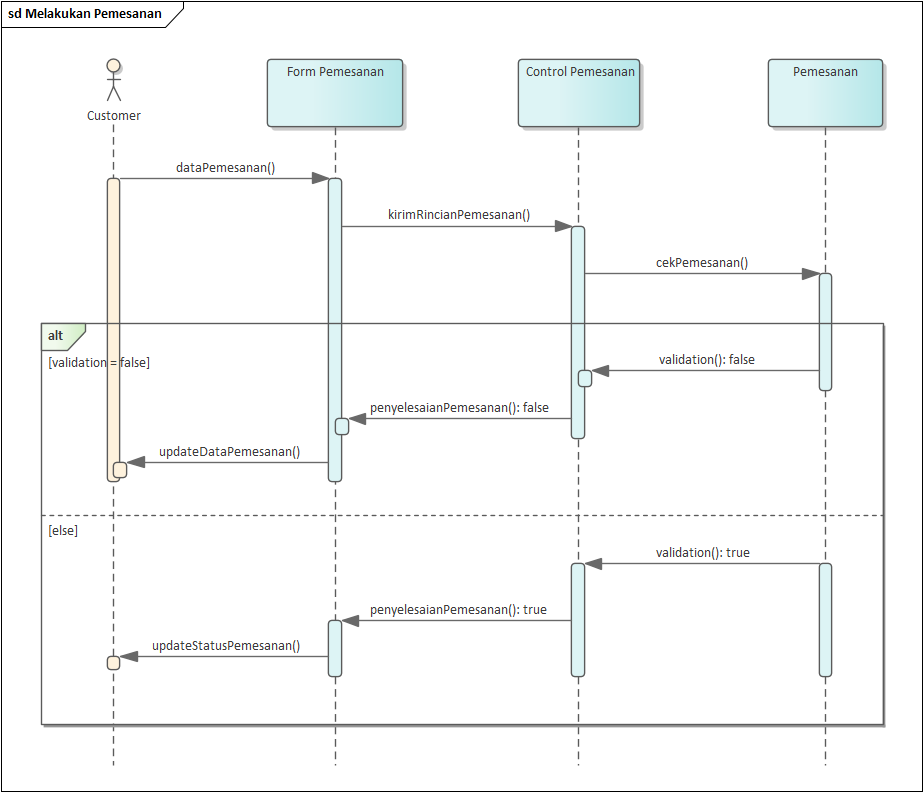 sd Melakukan Pemesanan
Customer
Form Pemesanan
Control Pemesanan
Pemesanan
dataPemesanan()
kirimRincianPemesanan()
cekPemesanan()
alt
[validation = false]
validation(): false
penyelesaianPemesanan(): false
updateDataPemesanan()
[else]
validation(): true
penyelesaianPemesanan(): true
updateStatusPemesanan()